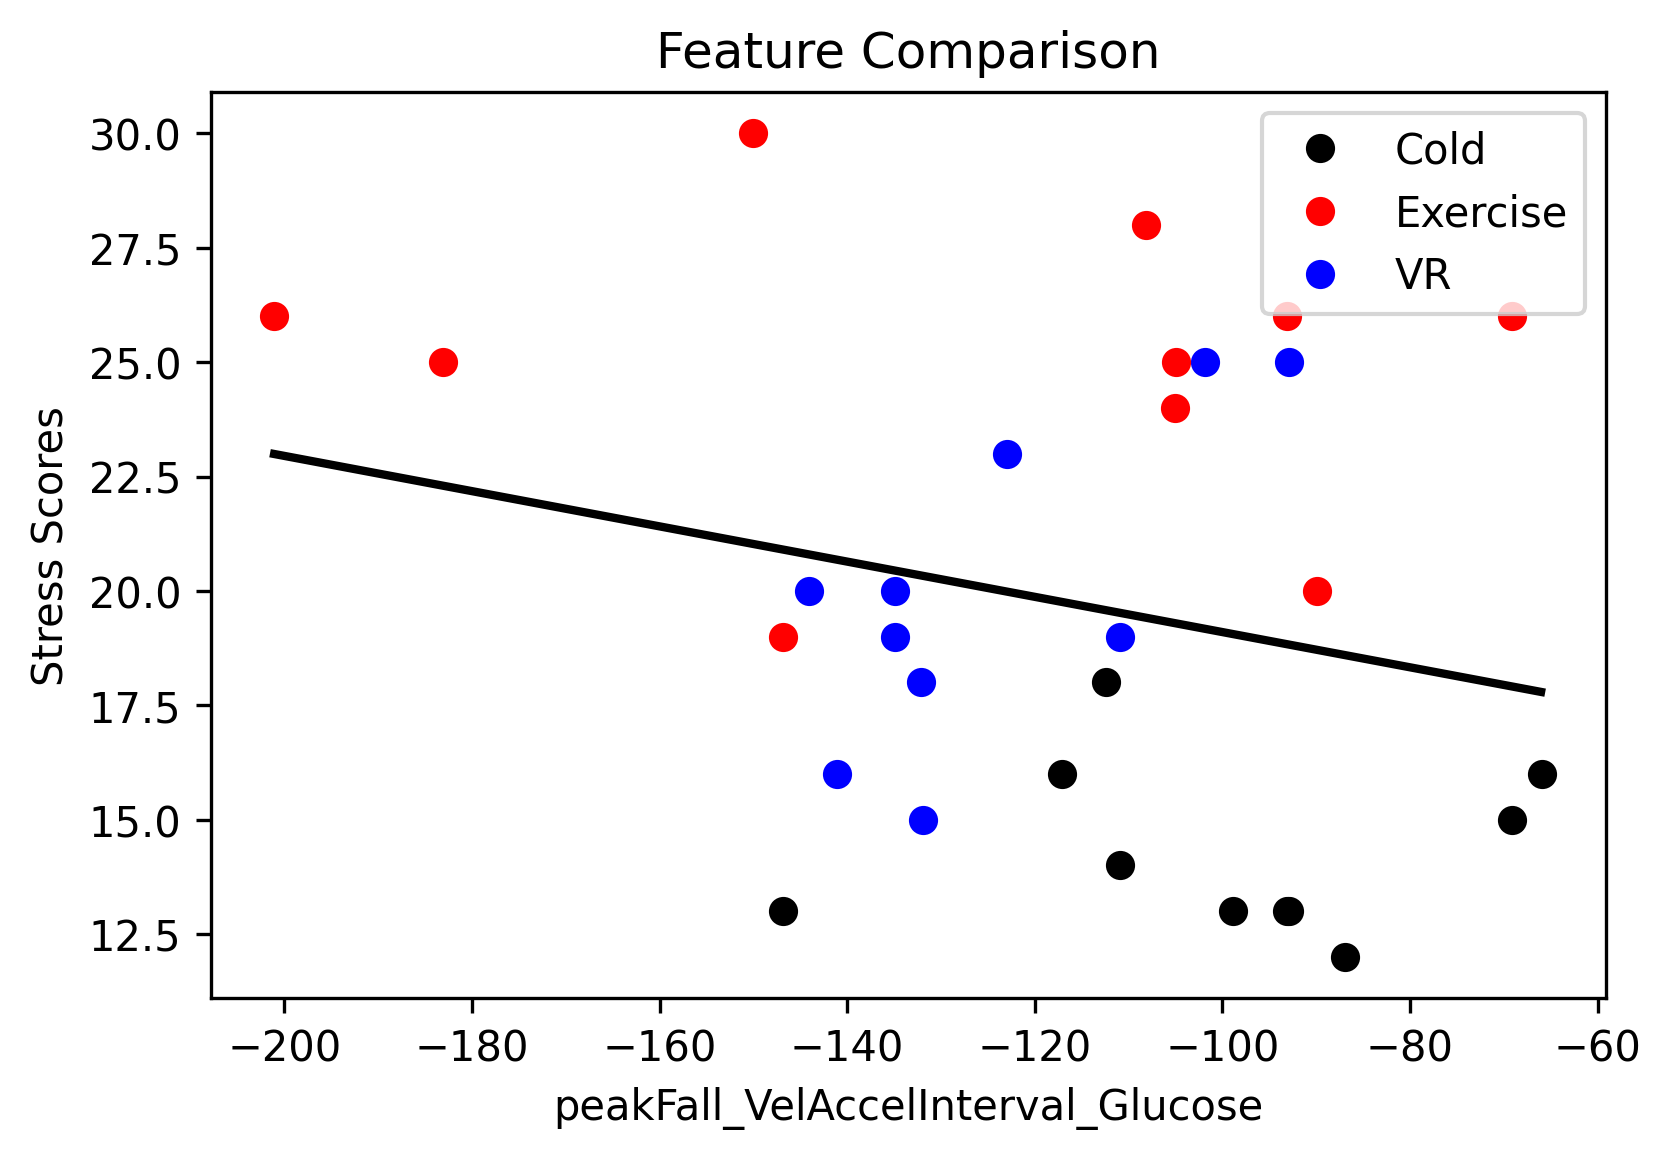 Feature Comparison
30.0
27.5
25.0
22.5
20.0
17.5
15.0
12.5
Stress Scores
Cold
Exercise
VR
−200 −180 −160 −140 −120 −100 −80 −60
peakFall_VelAccelInterval_Glucose